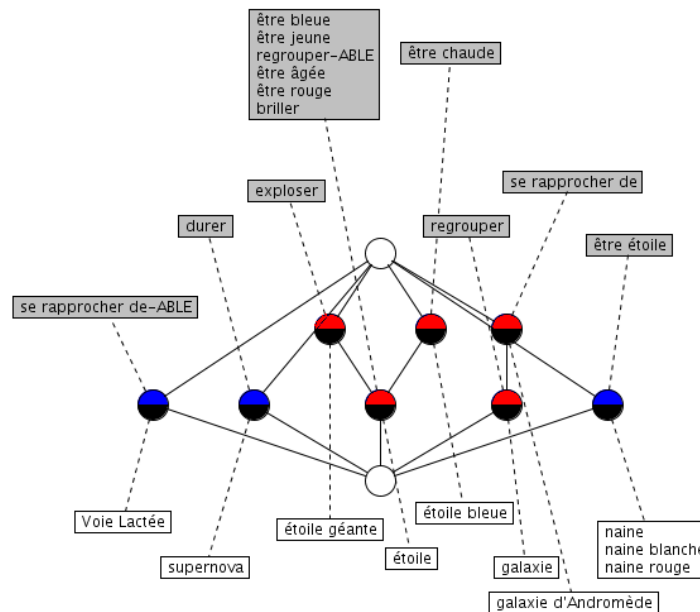 être bleue
être jeune
regrouper-ABLE
être âgée
être rouge
briller
être chaude
exploser
se rapprocher de
durer
regrouper
être étoile
se rapprocher de-ABLE
Voie Lactée
étoile géante
étoile bleue
supernova
étoile
galaxie
naine
naine blanche
naine rouge
galaxie d'Andromède